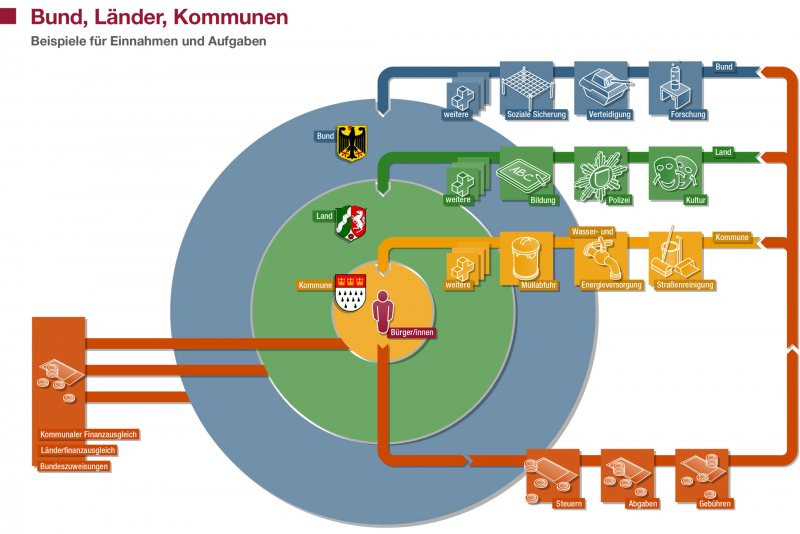 Bund, Länder, Kommunen
Beispiele für Einnahmen und Aufgaben
Bund
weitere
Soziale Sicherung
Verteidigung
Forschung
Bund
Land
weitere
ABC
Bildung
Polizei
Kultur
Land
Kommune
weitere
Müllabfuhr
Wasser- und
Energieversorgung
Straßenreinigung
Kommune
Bürger/innen
Kommunaler Finanzausgleich
Länderfinanzausgleich
Bundeszuweisungen
Steuern
Abgaben
Gebühren